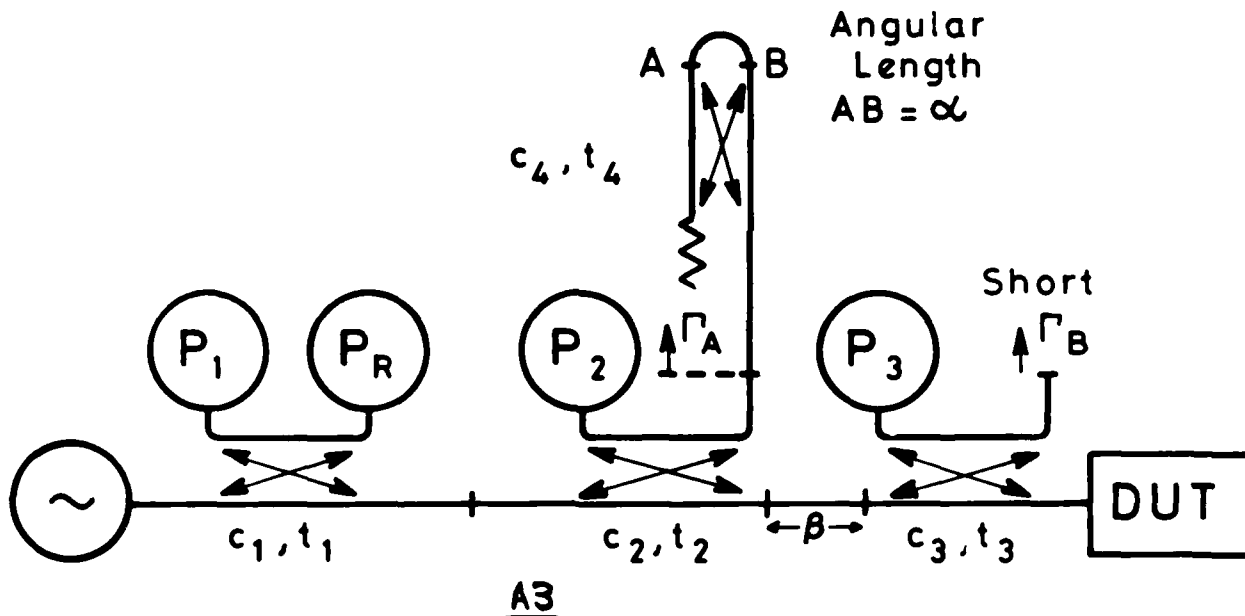 Angular
Length
AB = α
A
B
c4, t4
Short
P1
PR
P2
ΓA
P3
ΓB
~
DUT
c1, t1
c2, t2
β
c3, t3
A3